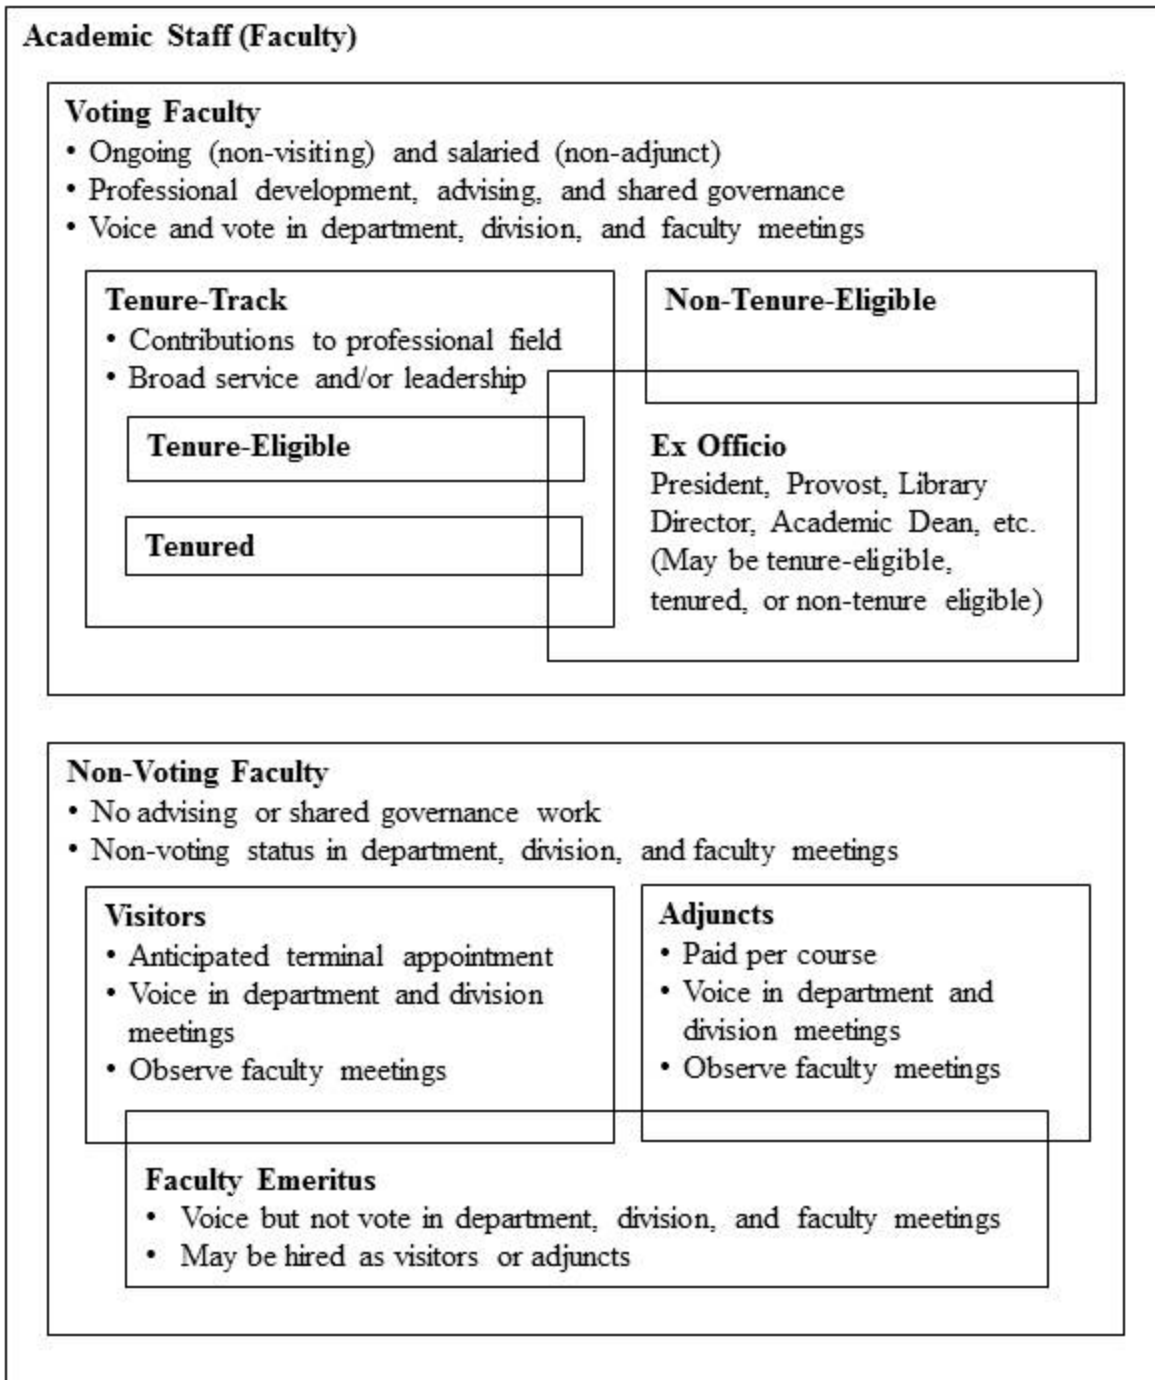 Academic Staff (Faculty)
Voting Faculty
• Ongoing (non-visiting) and salaried (non-adjunct)
• Professional development, advising, and shared governance
• Voice and vote in department, division, and faculty meetings
Tenure-Track
• Contributions to professional field
• Broad service and/or leadership
Tenure-Eligible
Tenured
Non-Tenure-Eligible
Ex Officio
President, Provost, Library
Director, Academic Dean, etc.
(May be tenure-eligible,
tenured, or non-tenure eligible)
Non-Voting Faculty
• No advising or shared governance work
• Non-voting status in department, division, and faculty meetings
Visitors
• Anticipated terminal appointment
• Voice in department and division
meetings
• Observe faculty meetings
Adjuncts
• Paid per course
• Voice in department and
division meetings
• Observe faculty meetings
Faculty Emeritus
• Voice but not vote in department, division, and faculty meetings
• May be hired as visitors or adjuncts